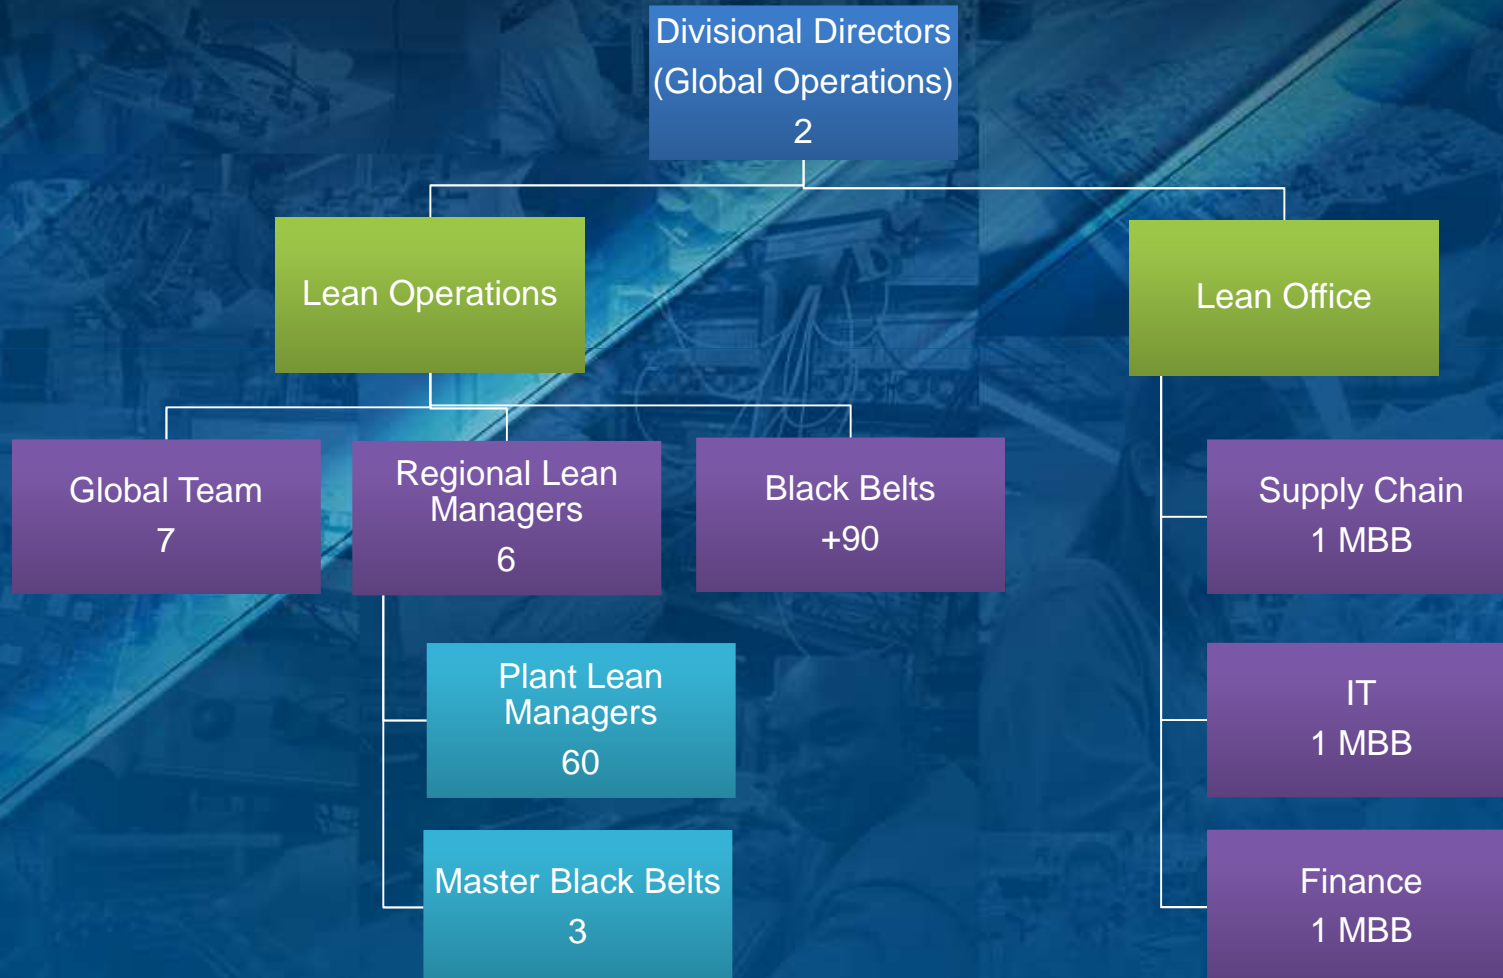 Divisional Directors
(Global Operations)
2
Lean Operations
Lean Office
Global Team
7
Regional Lean
Managers
6
Black Belts
+90
Supply Chain
1 MBB
Plant Lean
Managers
60
IT
1 MBB
Master Black Belts
3
Finance
1 MBB